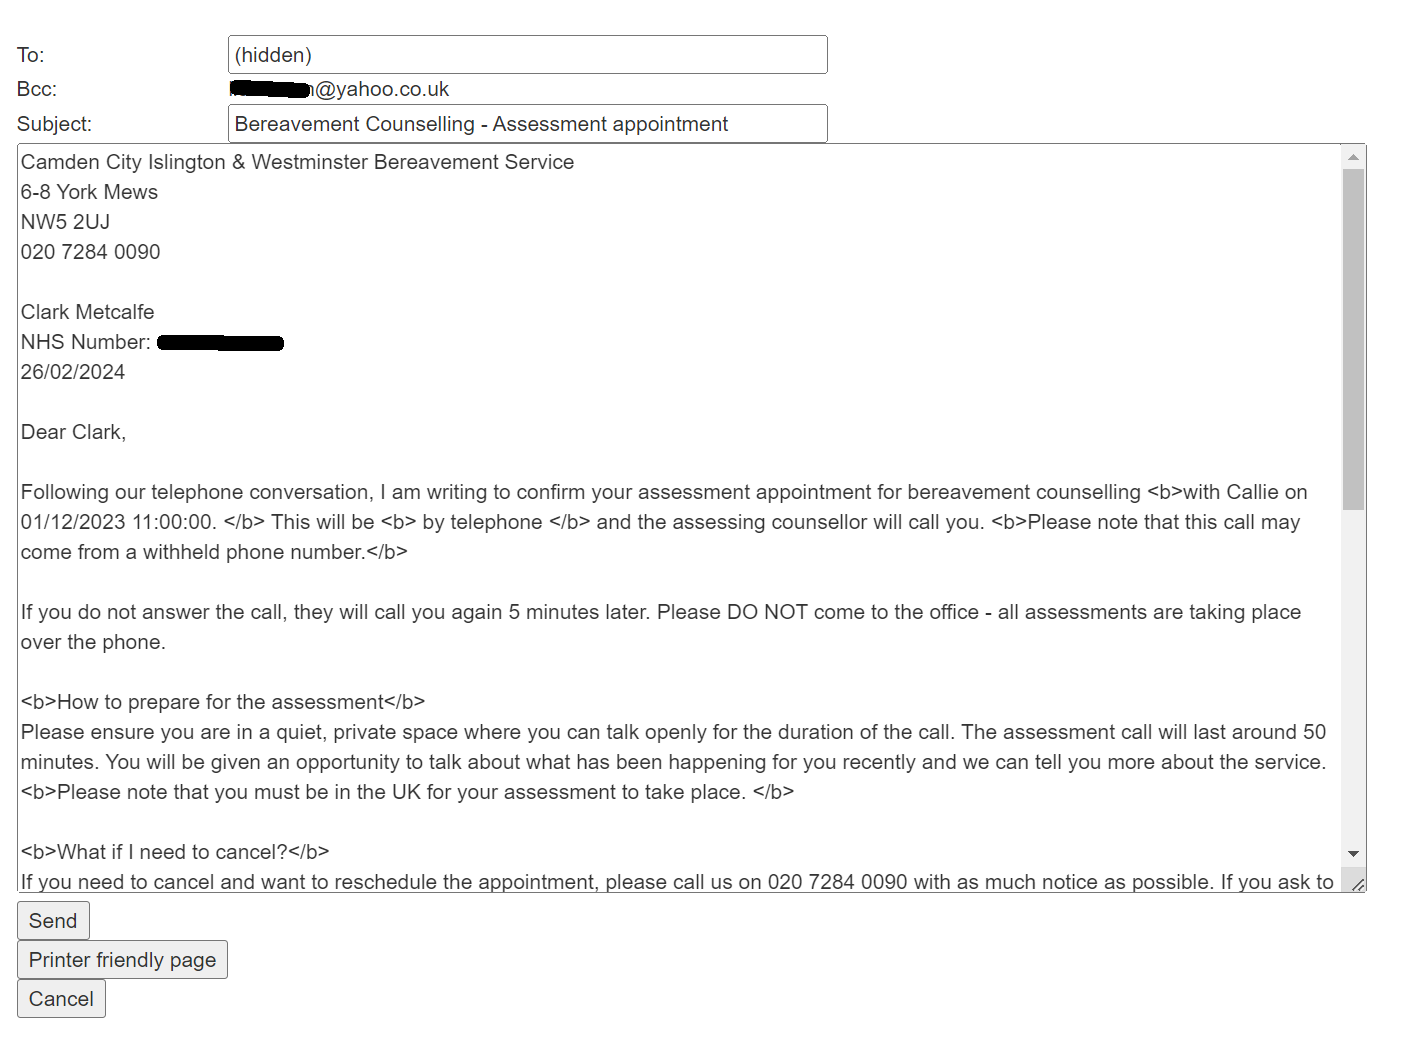 To: (hidden)
Bcc: @yahoo.co.uk
Subject: Bereavement Counselling - Assessment appointment
Camden City Islington & Westminster Bereavement Service
6-8 York Mews
NW5 2UJ
020 7284 0090
Clark Metcalfe
NHS Number:
26/02/2024
Dear Clark,
Following our telephone conversation, I am writing to confirm your assessment appointment for bereavement counselling <b>with Callie on
01/12/2023 11:00:00. </b> This will be <b> by telephone </b> and the assessing counsellor will call you. <b>Please note that this call may
come from a withheld phone number.</b>
If you do not answer the call, they will call you again 5 minutes later. Please DO NOT come to the office - all assessments are taking place
over the phone.
<b>How to prepare for the assessment</b>
Please ensure you are in a quiet, private space where you can talk openly for the duration of the call. The assessment call will last around 50
minutes. You will be given an opportunity to talk about what has been happening for you recently and we can tell you more about the service.
<b>Please note that you must be in the UK for your assessment to take place. </b>
<b>What if I need to cancel?</b>
If you need to cancel and want to reschedule the appointment, please call us on 020 7284 0090 with as much notice as possible. If you ask to
Send
Printer friendly page
Cancel